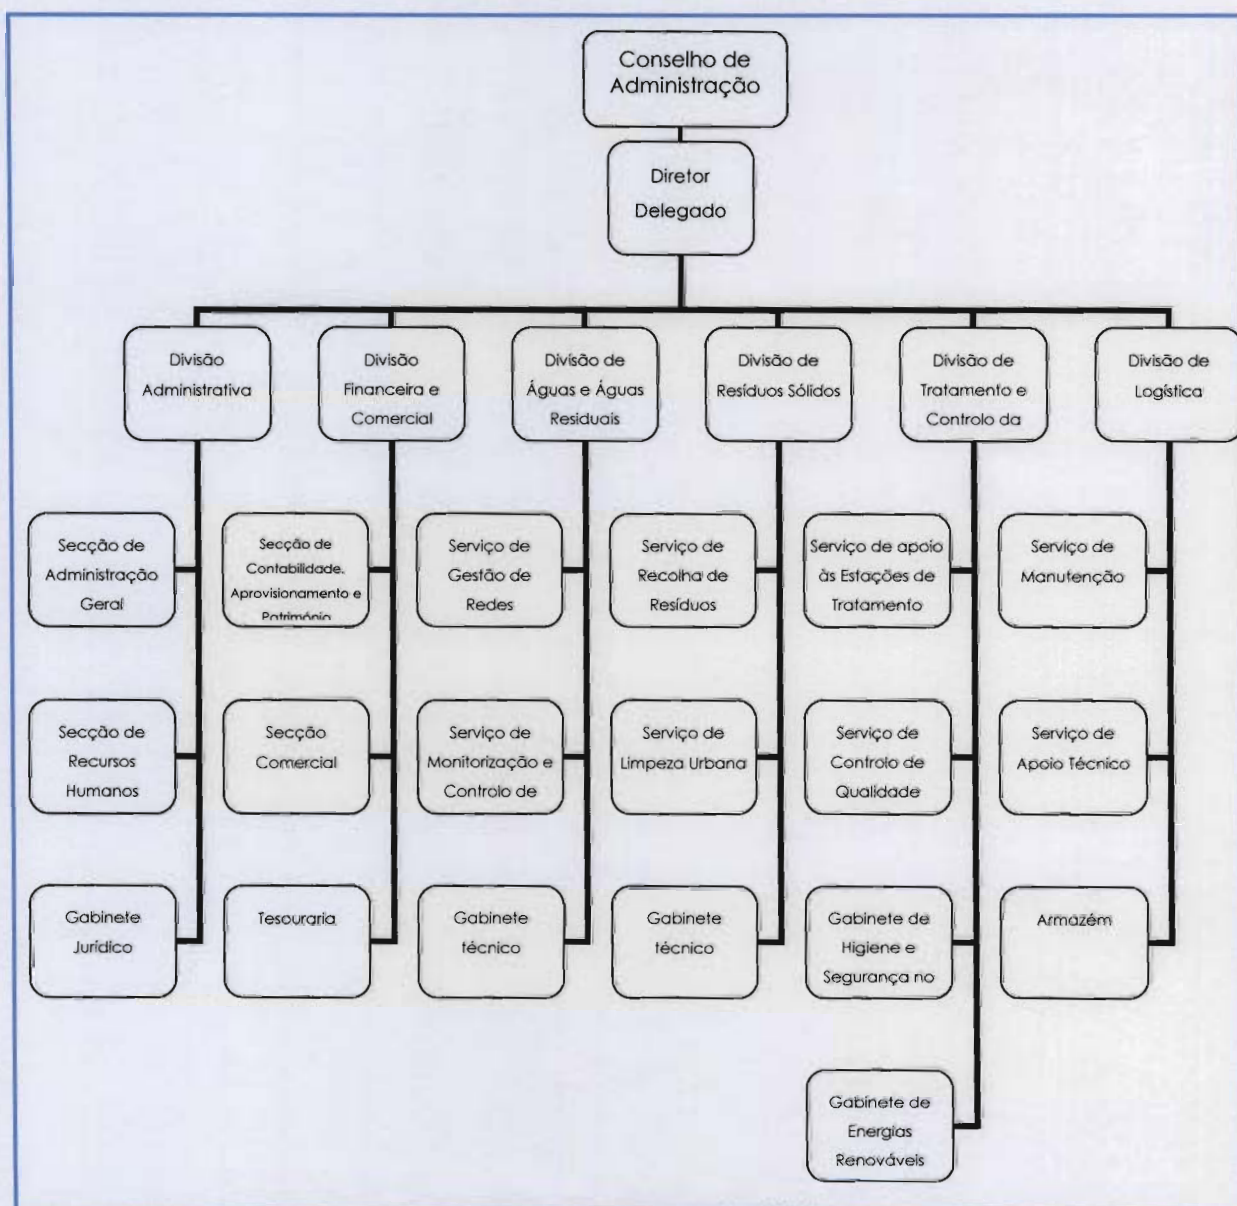 Conselho de
Administração
Diretor
Delegado
Divisão
Administrativa
Divisão
Financeira e
Comercial
Divisão de
Águas e Águas
Residuais
Divisão de
Resíduos Sólidos
Divisão de
Tratamento e
Controlo da
Divisão de
Logística
Secção de
Administração
Geral
Secção de
Contabilidade,
Aprovisionamento e
Património
Serviço de
Gestão de
Redes
Serviço de
Recolha de
Resíduos
Serviço de apoio
às Estações de
Tratamento
Serviço de
Manutenção
Secção de
Recursos
Humanos
Secção
Comercial
Serviço de
Monitorização e
Controlo de
Serviço de
Limpeza Urbana
Serviço de
Controlo de
Qualidade
Serviço de
Apoio Técnico
Gabinete
Jurídico
Tesouraria
Gabinete
técnico
Gabinete
técnico
Gabinete de
Higiene e
Segurança no
Armazém
Gabinete de
Energias
Renováveis